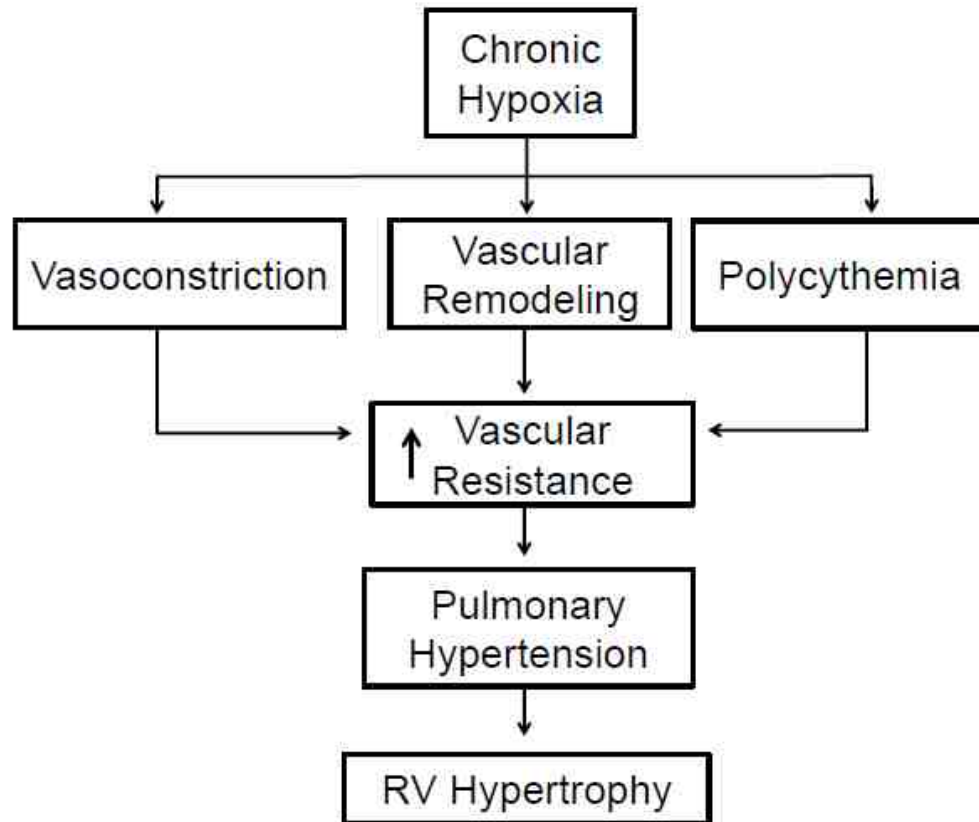 Chronic
Hypoxia
Vasoconstriction
Vascular
Remodeling
Polycythemia
↑ Vascular
Resistance
Pulmonary
Hypertension
RV Hypertrophy